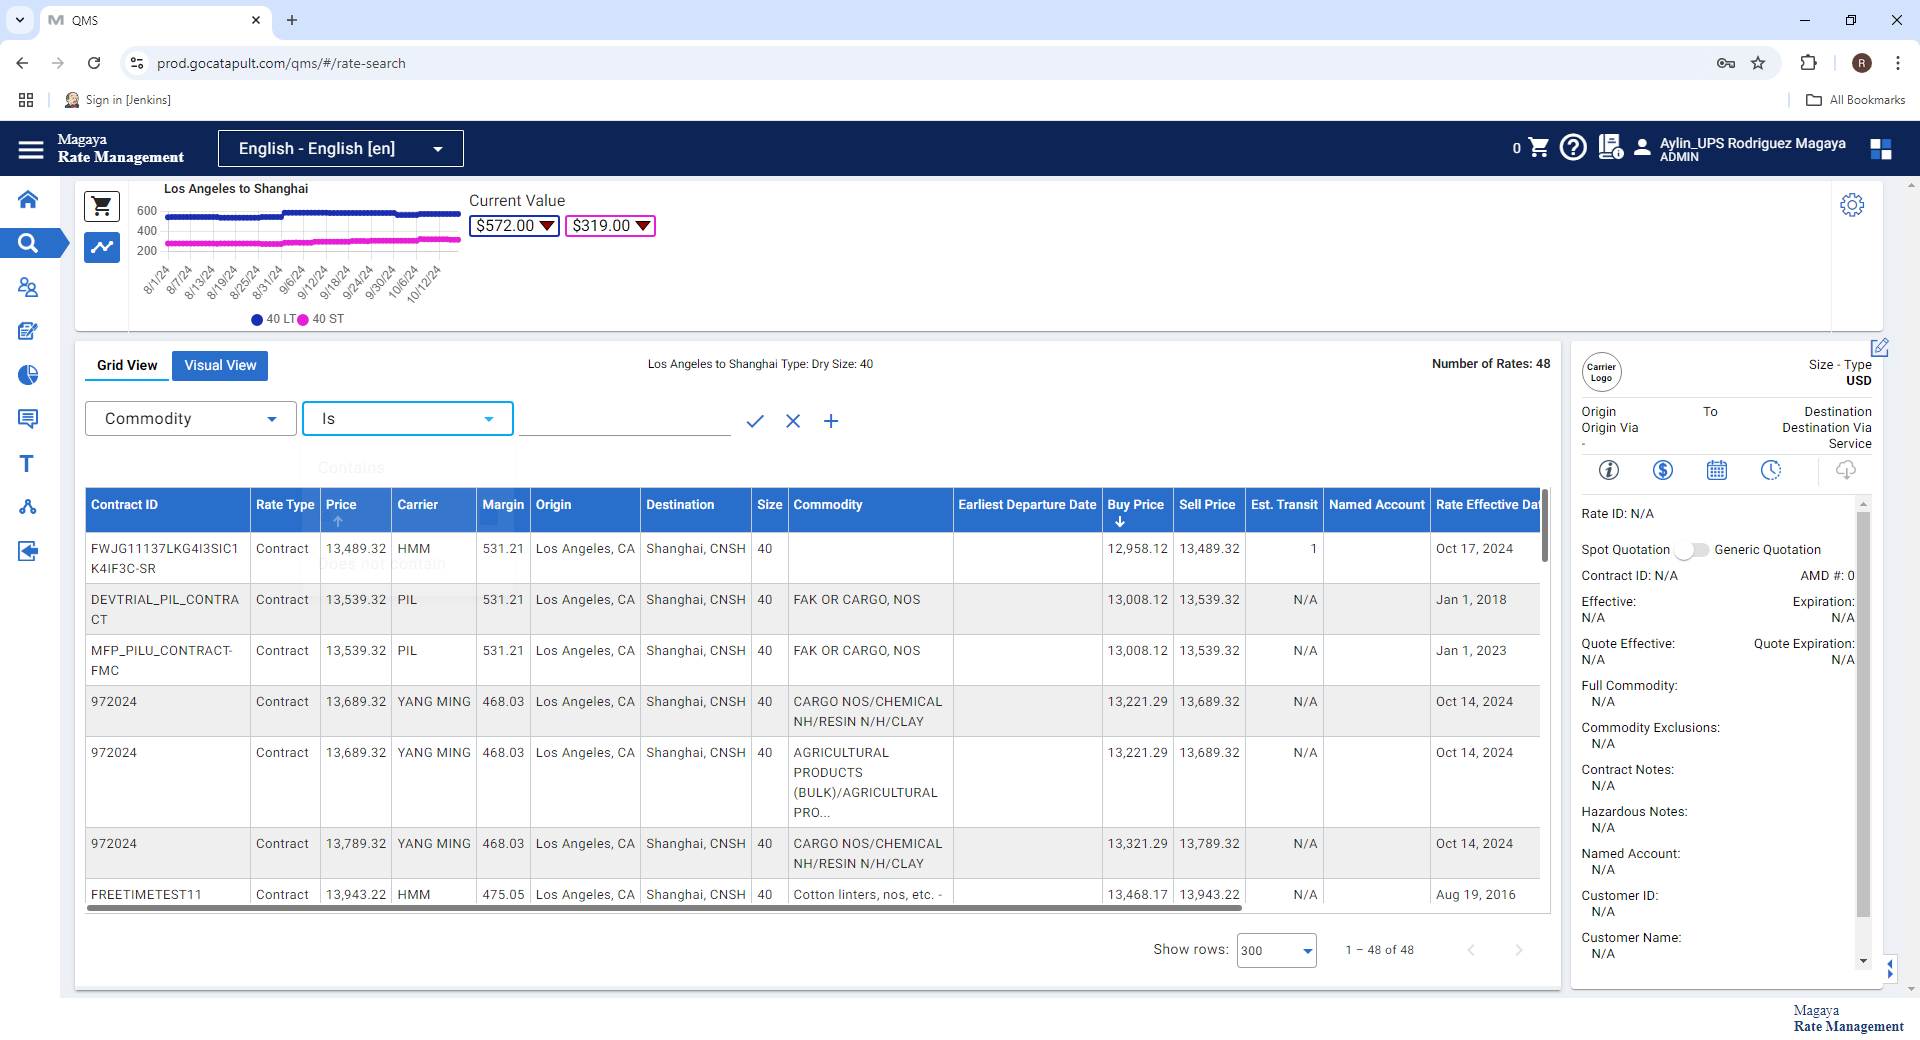 QMS
prod.gocatapult.com/qms/#/rate-search
R
Sign in [Jenkins]
All Bookmarks
Magaya
Rate Management
English - English [en]
0
Aylin_UPS Rodriguez Magaya
ADMIN
Los Angeles to Shanghai
600
400
200
8/1/24
8/7/24
8/13/24
8/19/24
8/25/24
8/31/24
9/6/24
9/12/24
9/18/24
9/24/24
9/30/24
10/6/24
10/12/24
40 LT 40 ST
Current Value
$572.00 $319.00
Grid View Visual View
Los Angeles to Shanghai Type: Dry Size: 40
Number of Rates: 48
Commodity
Is
Contains
Does not contain
Contract ID Rate Type Price Carrier Margin Origin Destination Size Commodity Earliest Departure Date Buy Price Sell Price Est. Transit Named Account Rate Effective Dat
FWJG11137LKG4I3SIC1 Contract 13,489.32 HMM 531.21 Los Angeles, CA Shanghai, CNSH 40 12,958.12 13,489.32 1 Oct 17, 2024
K4IF3C-SR
DEVTRIAL_PIL_CONTRA Contract 13,539.32 PIL 531.21 Los Angeles, CA Shanghai, CNSH 40 FAK OR CARGO, NOS 13,008.12 13,539.32 N/A Jan 1, 2018
CT
MFP_PILU_CONTRACT- Contract 13,539.32 PIL 531.21 Los Angeles, CA Shanghai, CNSH 40 FAK OR CARGO, NOS 13,008.12 13,539.32 N/A Jan 1, 2023
FMC
972024 Contract 13,689.32 YANG MING 468.03 Los Angeles, CA Shanghai, CNSH 40 CARGO NOS/CHEMICAL 13,221.29 13,689.32 N/A Oct 14, 2024
NH/RESIN N/H/CLAY
972024 Contract 13,689.32 YANG MING 468.03 Los Angeles, CA Shanghai, CNSH 40 AGRICULTURAL 13,221.29 13,689.32 N/A Oct 14, 2024
PRODUCTS
(BULK)/AGRICULTURAL
PRO...
972024 Contract 13,789.32 YANG MING 468.03 Los Angeles, CA Shanghai, CNSH 40 CARGO NOS/CHEMICAL 13,321.29 13,789.32 N/A Oct 14, 2024
NH/RESIN N/H/CLAY
FREETIMETEST11 Contract 13,943.22 HMM 475.05 Los Angeles, CA Shanghai, CNSH 40 Cotton linters, nos, etc. - 13,468.17 13,943.22 N/A Aug 19, 2016
Show rows: 300 1 – 48 of 48
Carrier
Logo
Size - Type
USD
Origin To Destination
Origin Via Destination Via
- Service
Rate ID: N/A
Spot Quotation Generic Quotation
Contract ID: N/A AMD #: 0
Effective: Expiration:
N/A N/A
Quote Effective: Quote Expiration:
N/A N/A
Full Commodity:
N/A
Commodity Exclusions:
N/A
Contract Notes:
N/A
Hazardous Notes:
N/A
Named Account:
N/A
Customer ID:
N/A
Customer Name:
N/A
Magaya
Rate Management